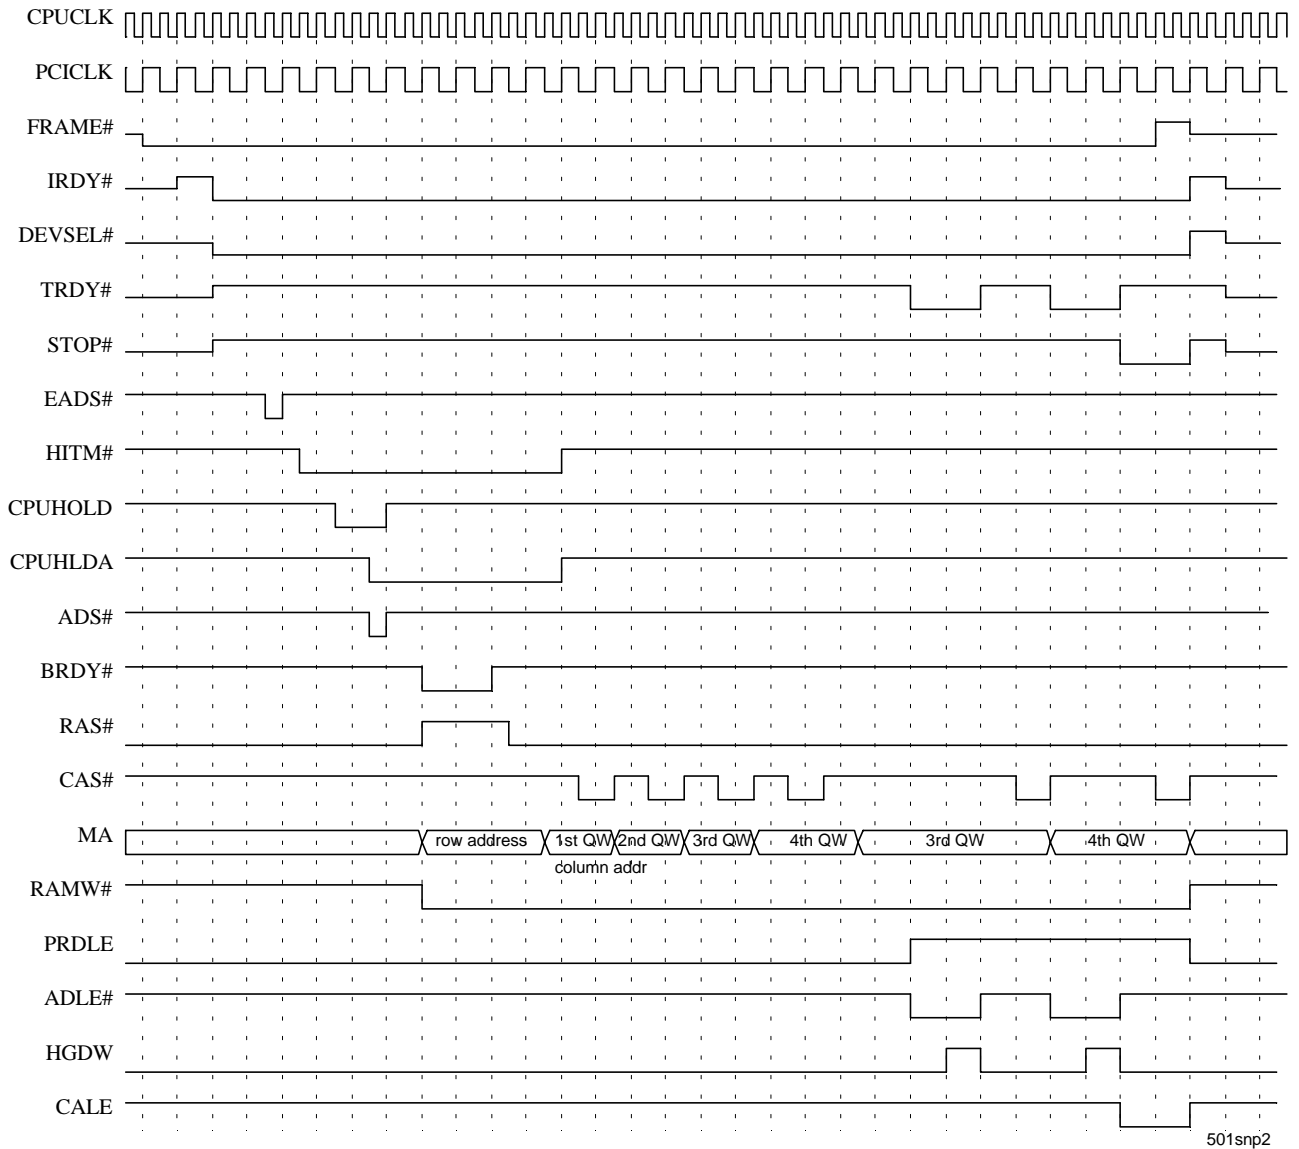 CPUCLK
PCICLK
FRAME#
IRDY#
DEVSEL#
TRDY#
STOP#
EADS#
HITM#
CPUHOLD
CPUHLDA
ADS#
BRDY#
RAS#
CAS#
MA row address 1st QW 2nd QW 3rd QW 4th QW 3rd QW 4th QW
column addr
RAMW#
PRDLE
ADLE#
HGDW
CALE
501snp2